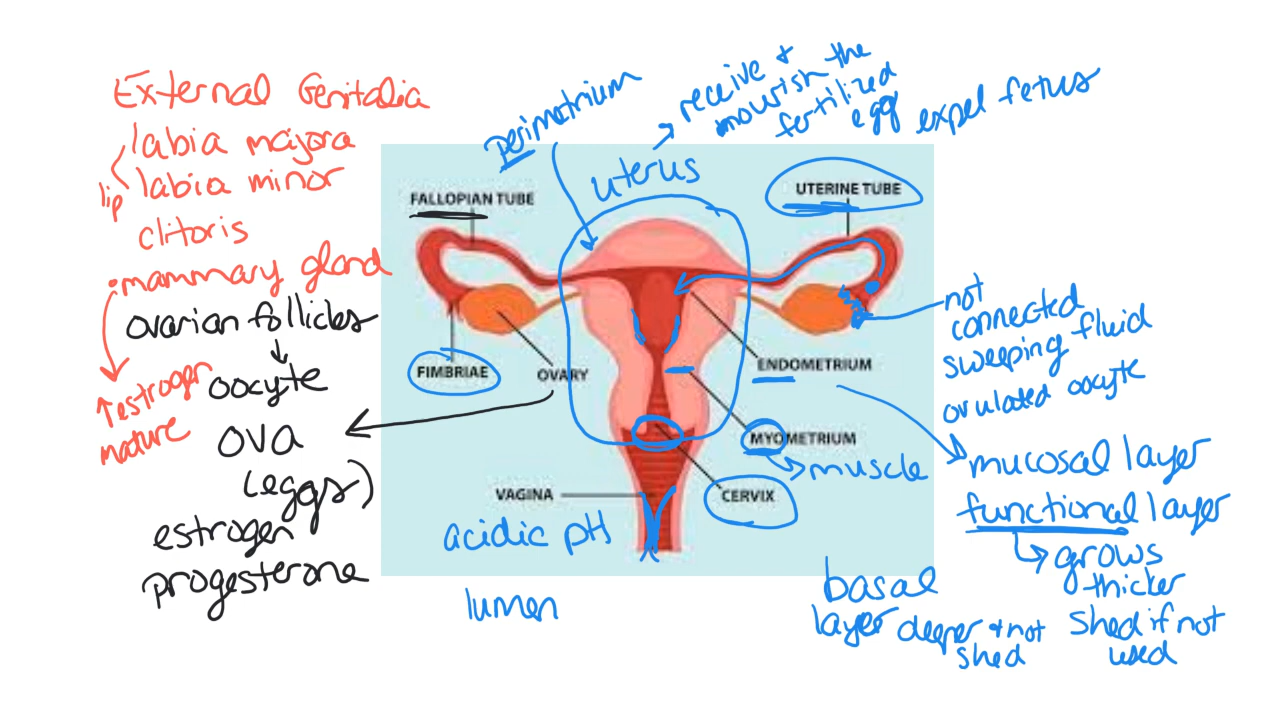 External Genitalia
labia majora
lip
labia minor
clitoris
mammary gland
↑estrogen
mature
ovarian follicles
↓
oocyte
ova
(eggs)
estrogen
progesterone
perimetrium
uterus
receive &
nourish the
fertilized
egg
expel fetus
FALLOPIAN TUBE
UTERINE TUBE
FIMBRIAE
OVARY
ENDOMETRIUM
MYOMETRIUM
muscle
CERVIX
VAGINA
acidic pH
lumen
not
connected
sweeping fluid
ovulated oocyte
mucosal layer
functional layer
grows
thicker
shed if not
used
basal
layer deeper & not
shed